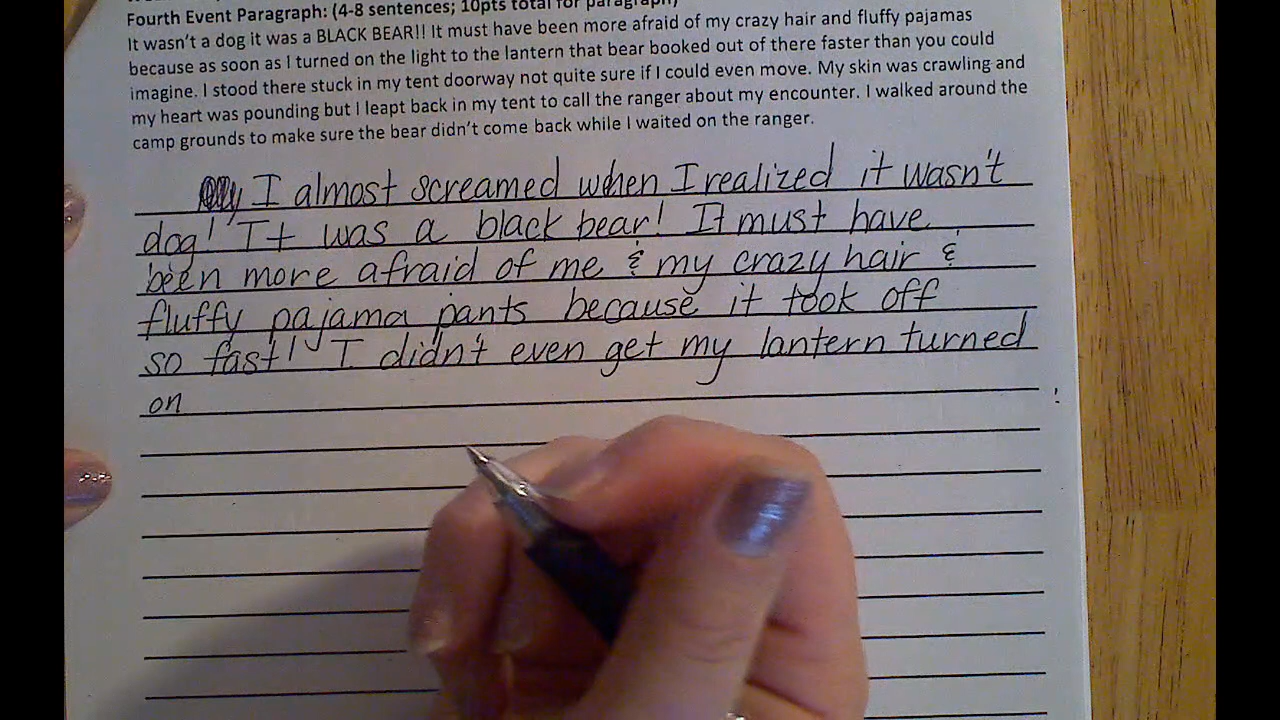 Fourth Event Paragraph: (4-8 sentences; 10pts total for paragraph)
It wasn't a dog it was a BLACK BEAR!! It must have been more afraid of my crazy hair and fluffy pajamas
because as soon as I turned on the light to the lantern that bear booked out of there faster than you could
imagine. I stood there stuck in my tent doorway not quite sure if I could even move. My skin was crawling and
my heart was pounding but I leapt back in my tent to call the ranger about my encounter. I walked around the
camp grounds to make sure the bear didn't come back while I waited on the ranger.
I almost screamed when I realized it wasn't
dog! It was a black bear! It must have
been more afraid of me & my crazy hair &
fluffy pajama pants because it took off
so fast! I didn't even get my lantern turned
on